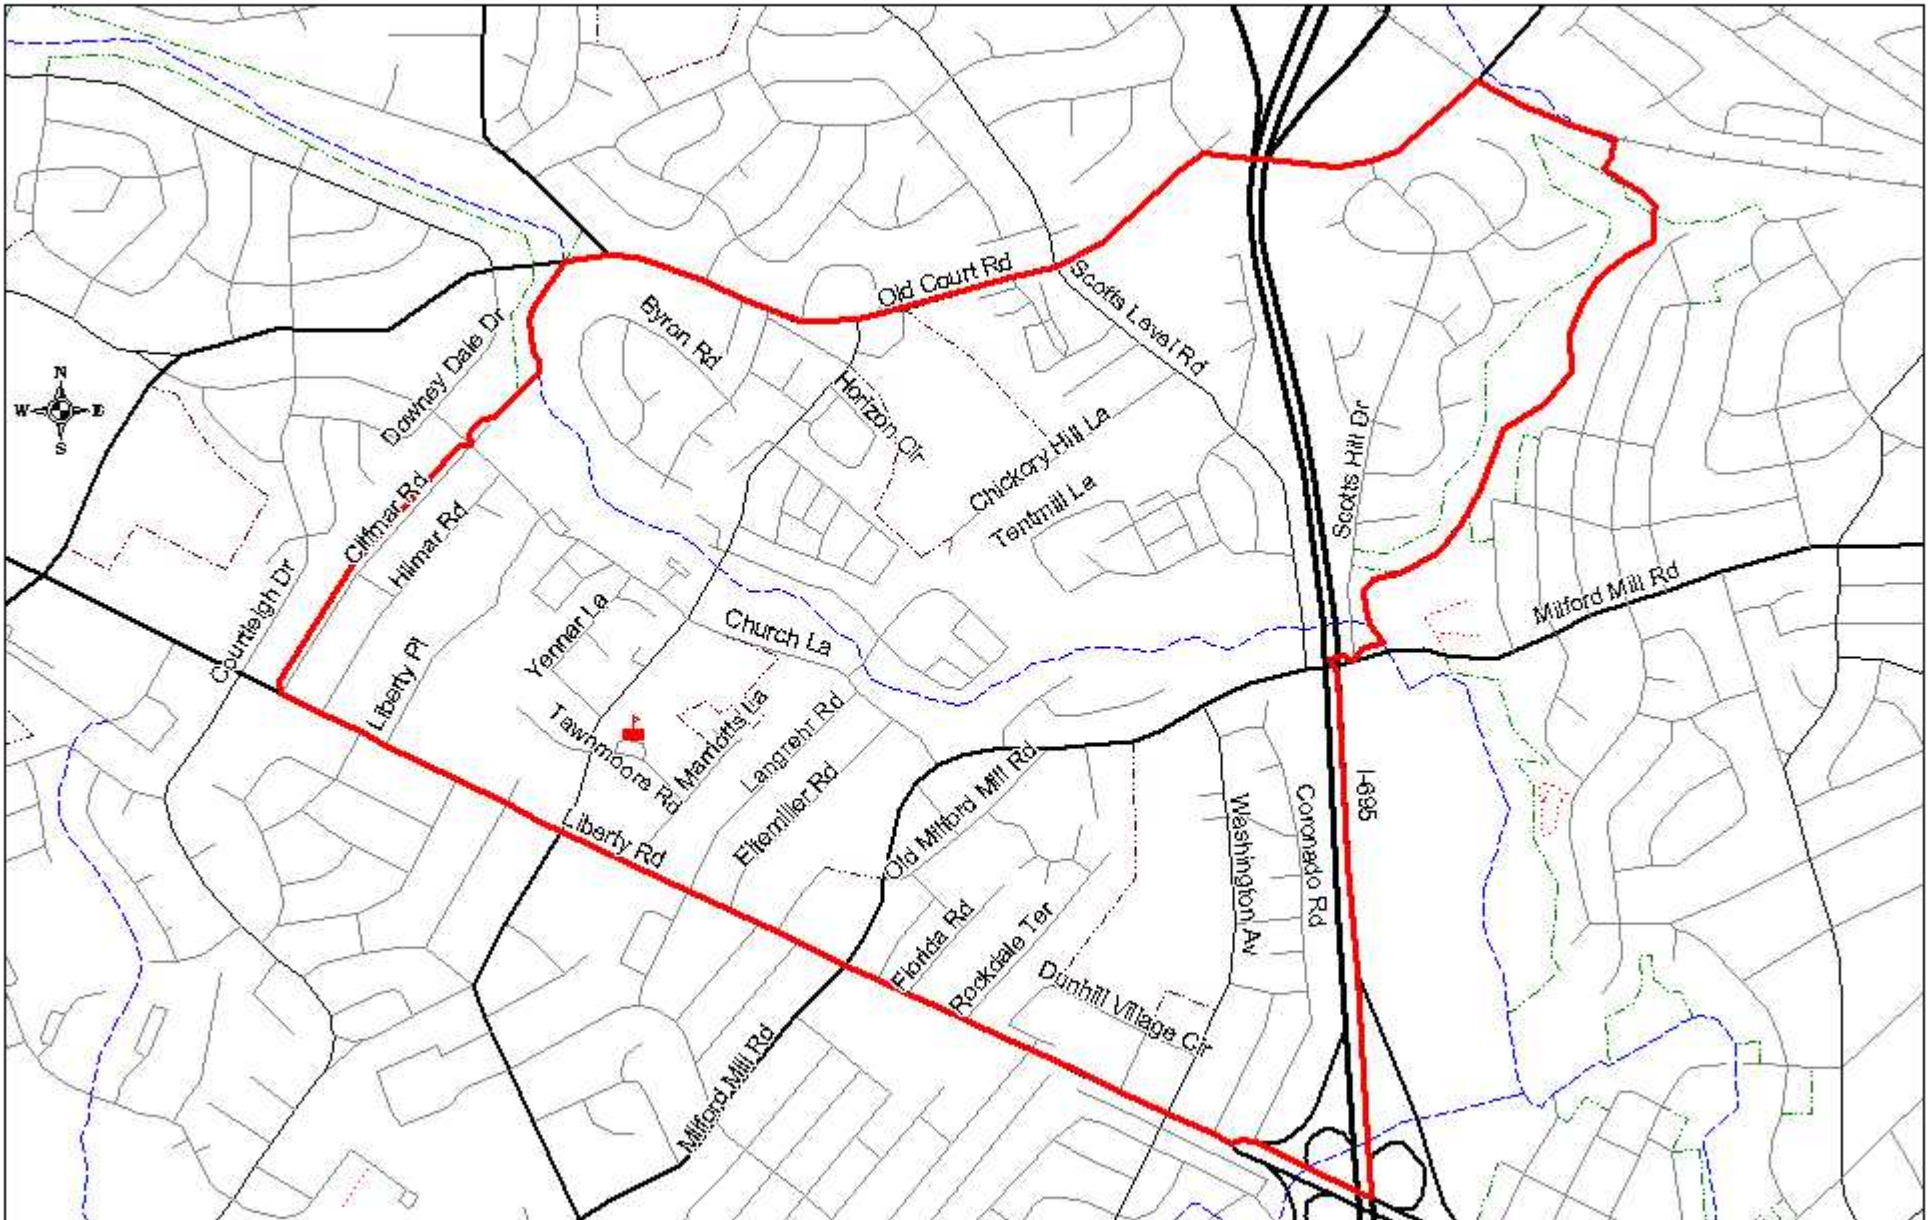 Old Court Rd
Scotts Level Rd
Byron Rd
Downey Dale Dr
Horizon Cir
N
W
E
S
Chickory Hill La
Scotts Hill Dr
Tentmill La
Climar Rd
Hilmar Rd
Courtleigh Dr
Milford Mill Rd
Yennar La
Church La
Liberty Pl
Tawnmoore Rd
Marriotts La
Langrehr Rd
Eltemiller Rd
Old Milford Mill Rd
I-695
Liberty Rd
Washington Av
Coronado Rd
Florida Rd
Rockdale Ter
Dunhill Village Cir
Milford Mill Rd